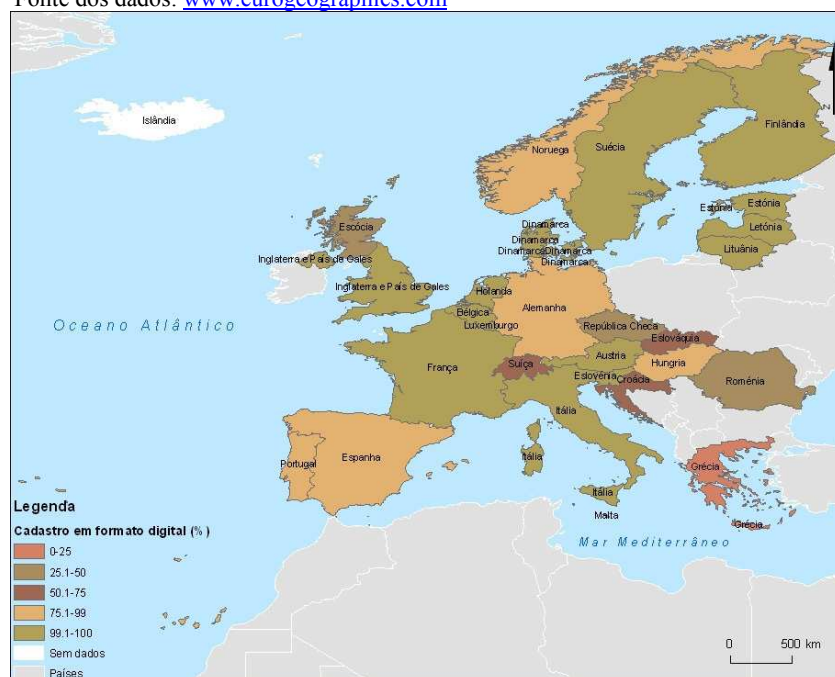 Fonte dos dados: www.eurogeographics.com
Islândia
Noruega
Suécia
Finlândia
Escócia
Estónia
Estónia
Letónia
Lituânia
Dinamarca
Dinamarca
Dinamarca
Dinamarca
Dinamarca
Inglaterra e País de Gales
Inglaterra e País de Gales
Holanda
Bélgica
Luxemburgo
Alemanha
República Checa
Eslováquia
Oceano Atlântico
França
Suiça
Austria
Hungria
Eslovénia
Croácia
Roménia
Itália
Portugal
Espanha
Itália
Grécia
Itália
Malta
Grécia
Mar Mediterrâneo
Legenda
Cadastro em formato digital (%)
0-25
25.1-50
50.1-75
75.1-99
99.1-100
Sem dados
Países
0 500 km
N